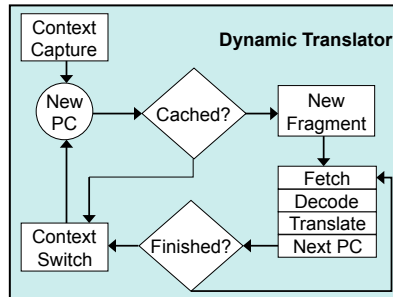 Context
Capture
Dynamic Translator
New
PC
Cached?
New
Fragment
Fetch
Decode
Translate
Next PC
Finished?
Context
Switch